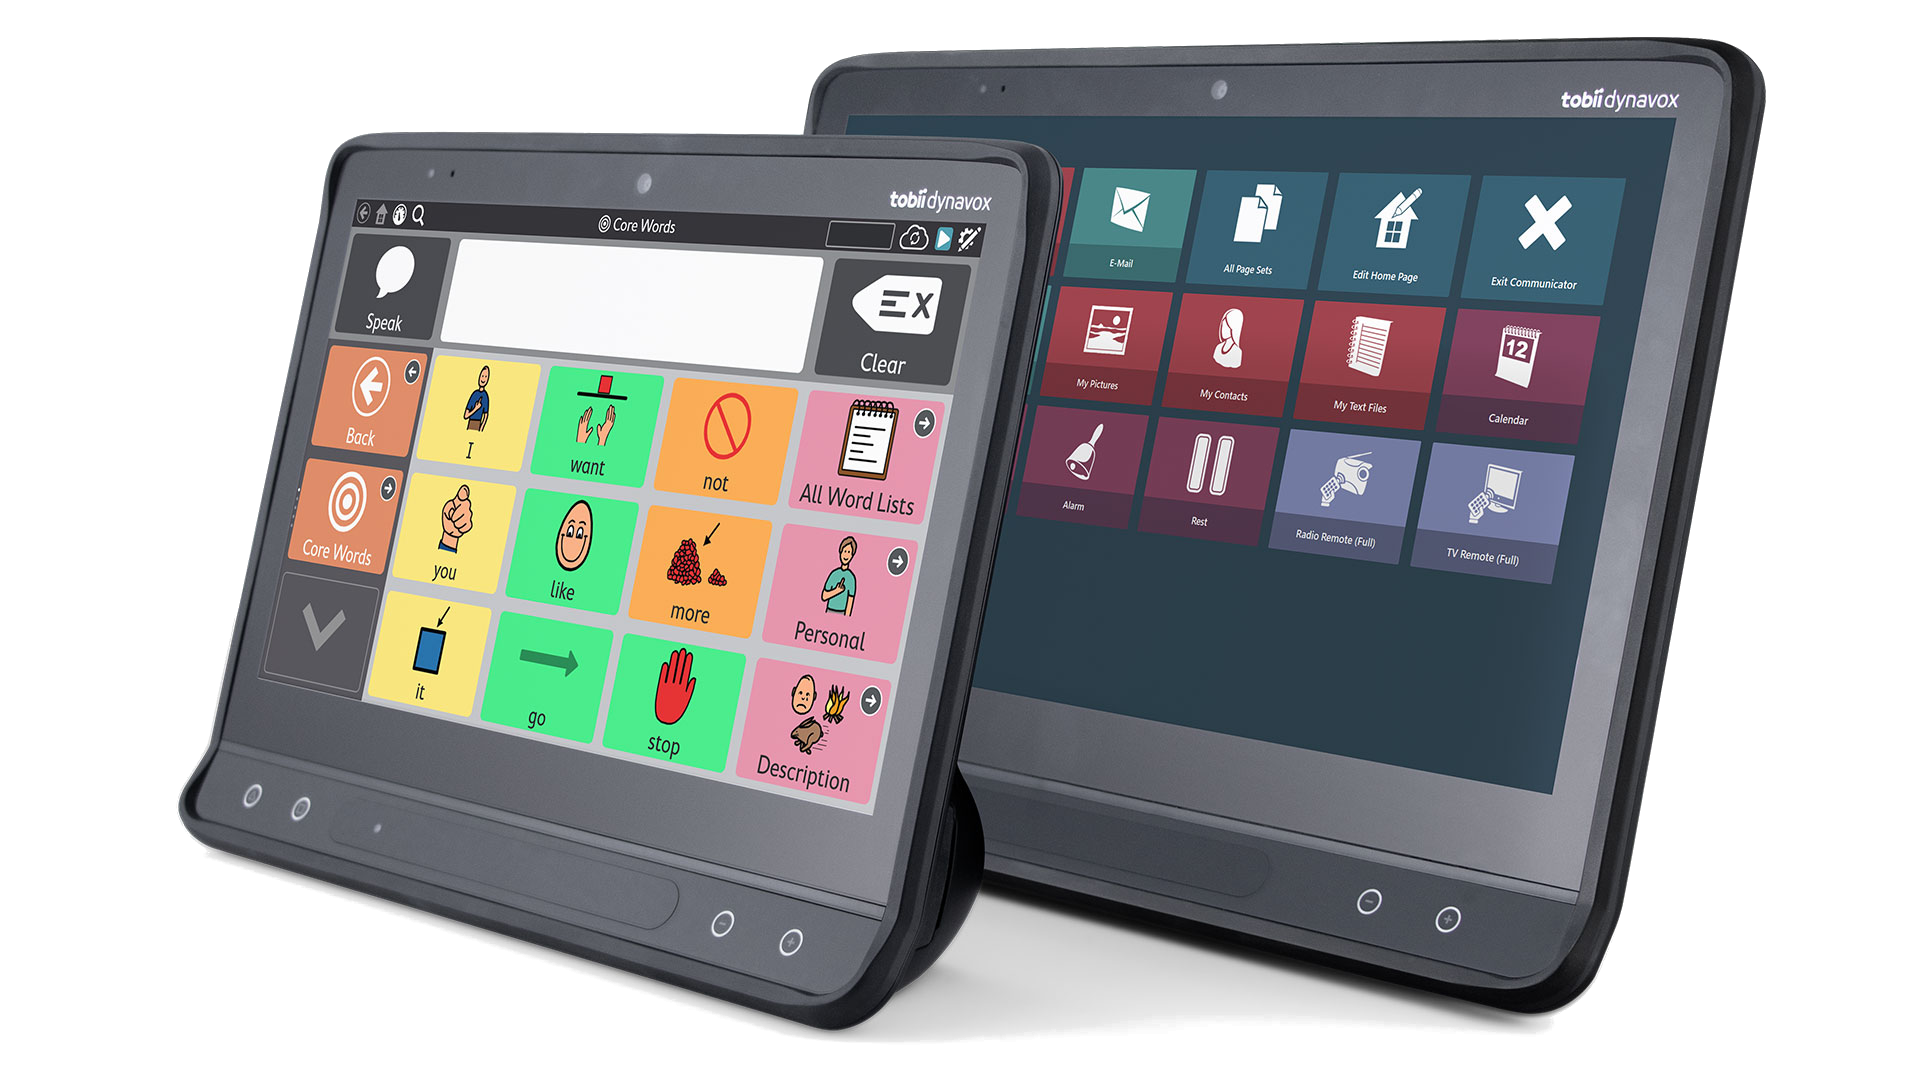 tobii dynavox
Core Words
Speak
EX
Clear
Back
I
want
not
All Word Lists
Core Words
you
like
more
Personal
it
go
stop
Description
tobii dynavox
E-Mail
All Page Sets
Edit Home Page
Exit Communicator
My Pictures
My Contacts
My Text Files
12
Calendar
Alarm
Rest
Radio Remote (Full)
TV Remote (Full)